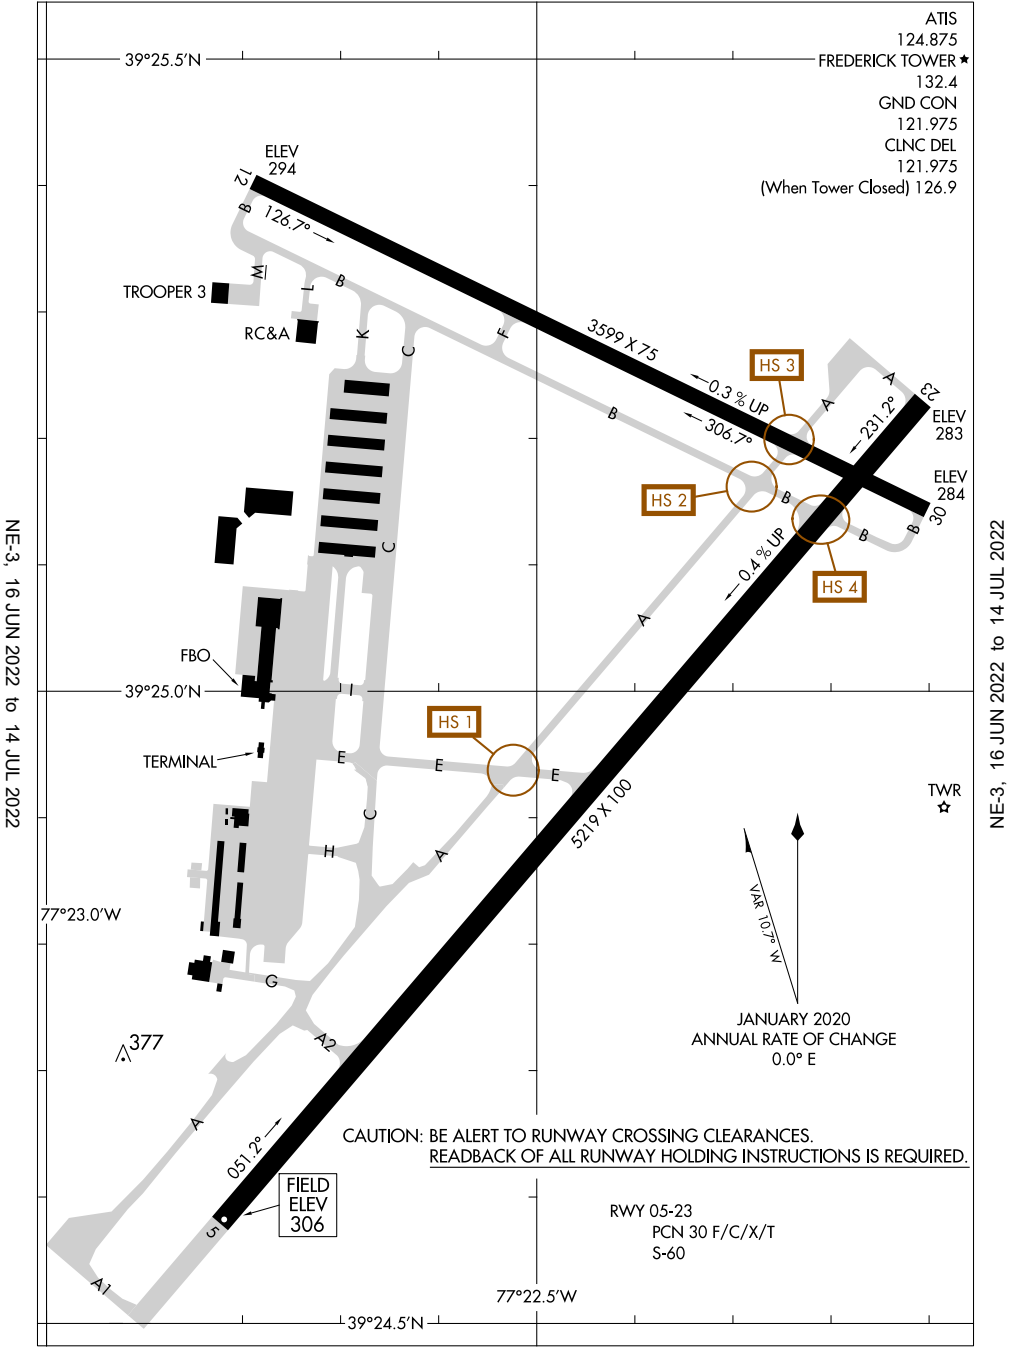 ATIS
124.875
FREDERICK TOWER ★
132.4
GND CON
121.975
CLNC DEL
121.975
(When Tower Closed) 126.9
39°25.5'N
ELEV
294
12
B
126.7°
M
L
B
TROOPER 3
RC&A
K
C
F
3599 X 75
HS 3
A
A
23
0.3 % UP
306.7°
231.2°
ELEV
283
B
HS 2
B
ELEV
284
30
B
B
HS 4
0.4 % UP
C
A
FBO
39°25.0'N
I
HS 1
TERMINAL
E
E
E
TWR
5219 X 100
C
H
A
VAR 10.7° W
77°23.0'W
G
JANUARY 2020
ANNUAL RATE OF CHANGE
0.0° E
377
A2
A
051.2°
CAUTION: BE ALERT TO RUNWAY CROSSING CLEARANCES.
READBACK OF ALL RUNWAY HOLDING INSTRUCTIONS IS REQUIRED.
FIELD
ELEV
306
5
A1
RWY 05-23
PCN 30 F/C/X/T
S-60
77°22.5'W
39°24.5'N
NE-3, 16 JUN 2022 to 14 JUL 2022
NE-3, 16 JUN 2022 to 14 JUL 2022